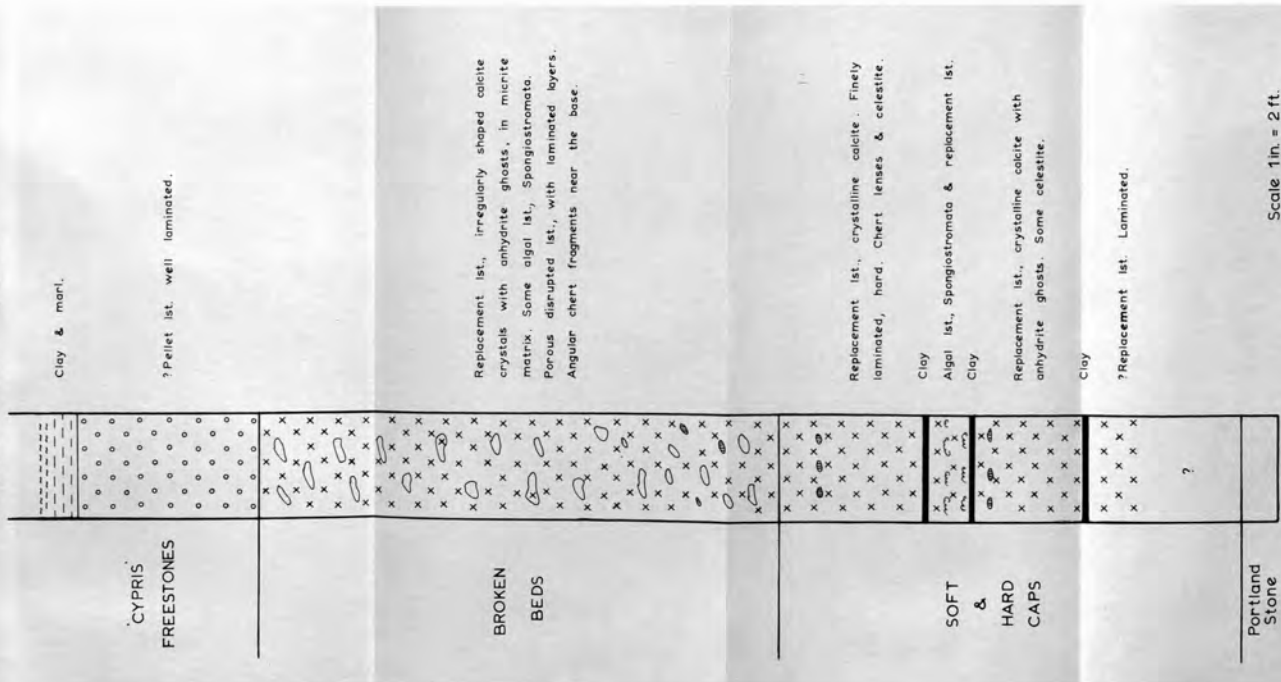 Clay & marl.
'CYPRIS'
FREESTONES
?Pellet lst. well laminated.
BROKEN
BEDS
Replacement lst., irregularly shaped calcite
crystals with anhydrite ghosts, in micrite
matrix. Some algal lst., Spongiostromata.
Porous disrupted lst., with laminated layers.
Angular chert fragments near the base.
SOFT
&
HARD
CAPS
Replacement lst., crystalline calcite. Finely
laminated, hard. Chert lenses & celestite.
Clay
Algal lst., Spongiostromata & replacement lst.
Clay
Replacement lst., crystalline calcite with
anhydrite ghosts. Some celestite.
Clay
?Replacement lst. Laminated.
?
Portland
Stone
Scale 1in. = 2 ft.